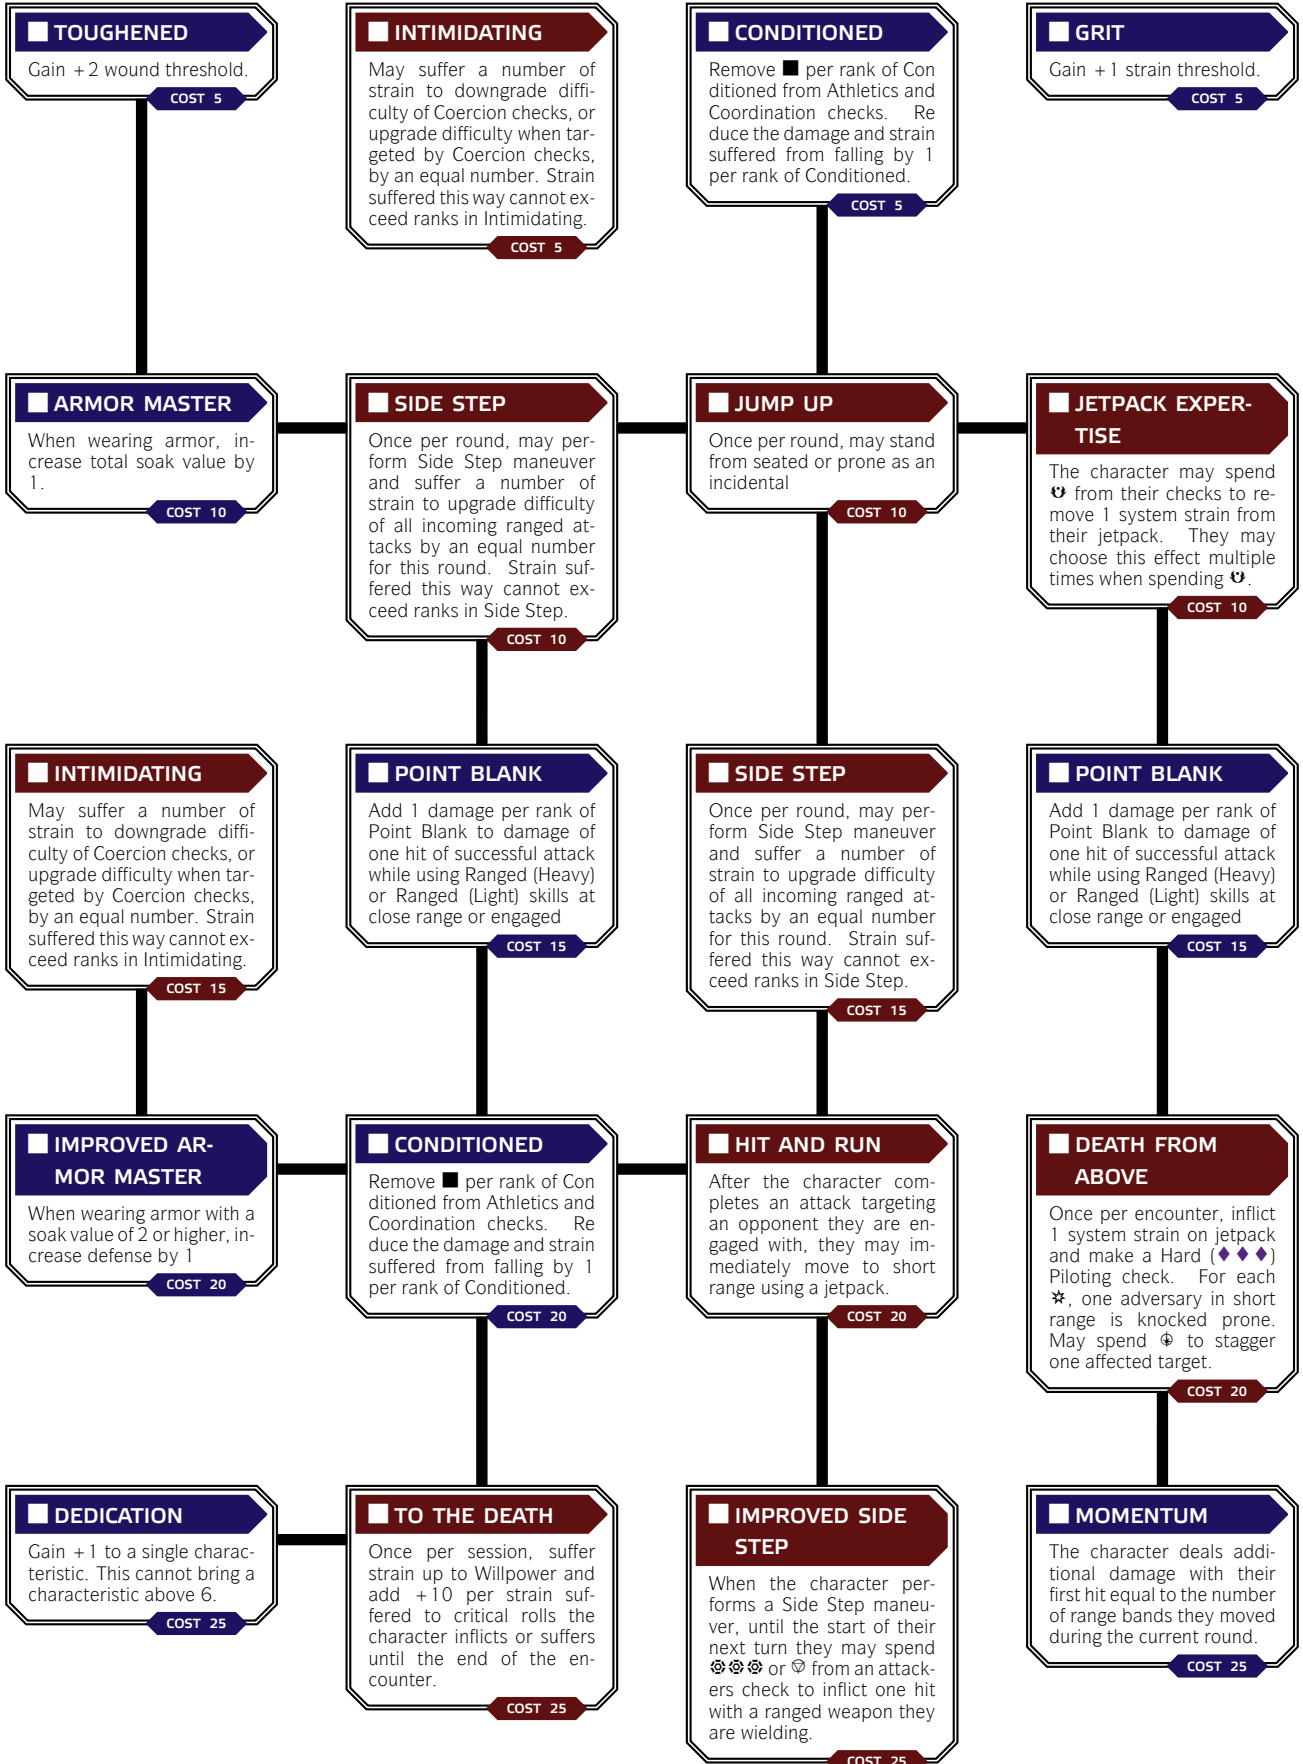 TOUGHENED
Gain +2 wound threshold.
COST 5
INTIMIDATING
May suffer a number of
strain to downgrade diffi-
culty of Coercion checks, or
upgrade difficulty when tar-
geted by Coercion checks,
by an equal number. Strain
suffered this way cannot ex-
ceed ranks in Intimidating.
COST 5
CONDITIONED
Remove ■ per rank of Con
ditioned from Athletics and
Coordination checks. Re
duce the damage and strain
suffered from falling by 1
per rank of Conditioned.
COST 5
GRIT
Gain +1 strain threshold.
COST 5
ARMOR MASTER
When wearing armor, in-
crease total soak value by
1.
COST 10
SIDE STEP
Once per round, may per-
form Side Step maneuver
and suffer a number of
strain to upgrade difficulty
of all incoming ranged at-
tacks by an equal number
for this round. Strain suf-
fered this way cannot ex-
ceed ranks in Side Step.
COST 10
JUMP UP
Once per round, may stand
from seated or prone as an
incidental
COST 10
JETPACK EXPER-
TISE
The character may spend
from their checks to re-
move 1 system strain from
their jetpack. They may
choose this effect multiple
times when spending .
COST 10
INTIMIDATING
May suffer a number of
strain to downgrade diffi-
culty of Coercion checks, or
upgrade difficulty when tar-
geted by Coercion checks,
by an equal number. Strain
suffered this way cannot ex-
ceed ranks in Intimidating.
COST 15
POINT BLANK
Add 1 damage per rank of
Point Blank to damage of
one hit of successful attack
while using Ranged (Heavy)
or Ranged (Light) skills at
close range or engaged
COST 15
SIDE STEP
Once per round, may per-
form Side Step maneuver
and suffer a number of
strain to upgrade difficulty
of all incoming ranged at-
tacks by an equal number
for this round. Strain suf-
fered this way cannot ex-
ceed ranks in Side Step.
COST 15
POINT BLANK
Add 1 damage per rank of
Point Blank to damage of
one hit of successful attack
while using Ranged (Heavy)
or Ranged (Light) skills at
close range or engaged
COST 15
IMPROVED AR-
MOR MASTER
When wearing armor with a
soak value of 2 or higher, in-
crease defense by 1
COST 20
CONDITIONED
Remove ■ per rank of Con
ditioned from Athletics and
Coordination checks. Re
duce the damage and strain
suffered from falling by 1
per rank of Conditioned.
COST 20
HIT AND RUN
After the character com-
pletes an attack targeting
an opponent they are en-
gaged with, they may im-
mediately move to short
range using a jetpack.
COST 20
DEATH FROM
ABOVE
Once per encounter, inflict
1 system strain on jetpack
and make a Hard (♦ ♦ ♦)
Piloting check. For each
, one adversary in short
range is knocked prone.
May spend to stagger
one affected target.
COST 20
DEDICATION
Gain +1 to a single charac-
teristic. This cannot bring a
characteristic above 6.
COST 25
TO THE DEATH
Once per session, suffer
strain up to Willpower and
add +10 per strain suf-
fered to critical rolls the
character inflicts or suffers
until the end of the en-
counter.
COST 25
IMPROVED SIDE
STEP
When the character per-
forms a Side Step maneu-
ver, until the start of their
next turn they may spend
or from an attack-
ers check to inflict one hit
with a ranged weapon they
are wielding.
COST 25
MOMENTUM
The character deals addi-
tional damage with their
first hit equal to the number
of range bands they moved
during the current round.
COST 25